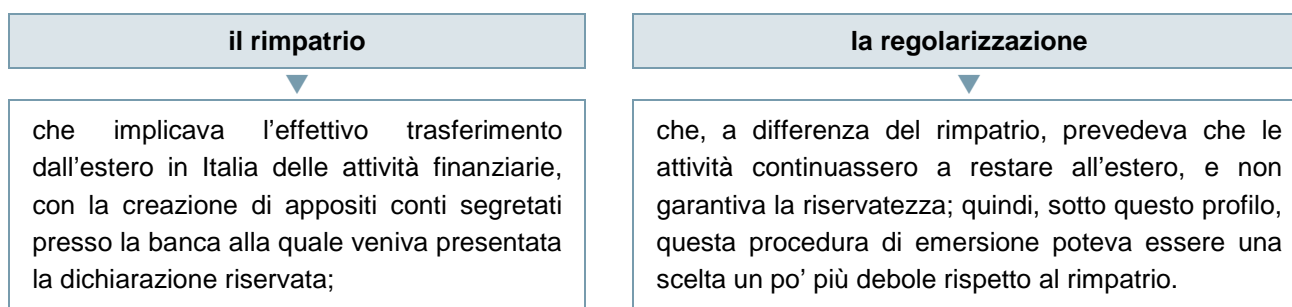 il rimpatrio
che implicava l'effettivo trasferimento
dall'estero in Italia delle attività finanziarie,
con la creazione di appositi conti segretati
presso la banca alla quale veniva presentata
la dichiarazione riservata;
la regolarizzazione
che, a differenza del rimpatrio, prevedeva che le
attività continuassero a restare all'estero, e non
garantiva la riservatezza; quindi, sotto questo profilo,
questa procedura di emersione poteva essere una
scelta un po' più debole rispetto al rimpatrio.